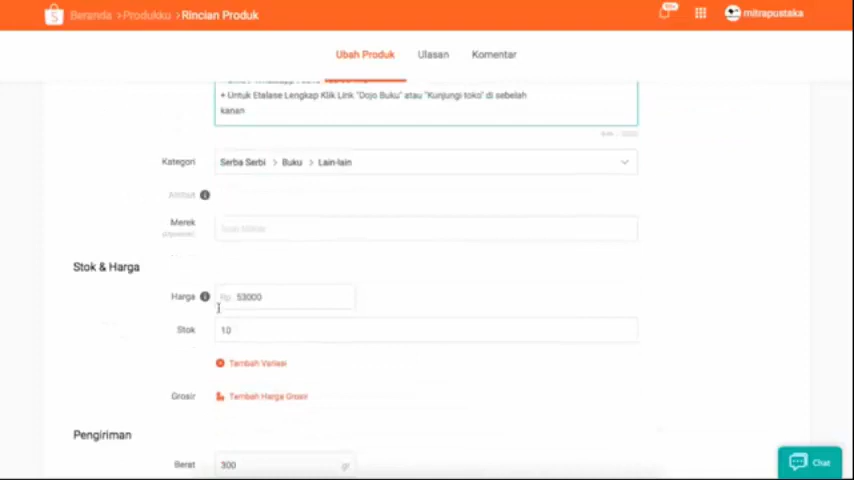 Beranda > Produkku > Rincian Produk
mitrapustaka
Ubah Produk Ulasan Komentar
+ Untuk Etalase Lengkap Klik Link "Dojo Buku" atau "Kunjungi toko" di sebelah
kanan
Kategori Serba Serbi > Buku > Lain-lain
Merek
Stok & Harga
Harga Rp 53000
Stok 10
Tambah Variasi
Grosir Tambah Harga Grosir
Pengiriman
Berat 300
Chat